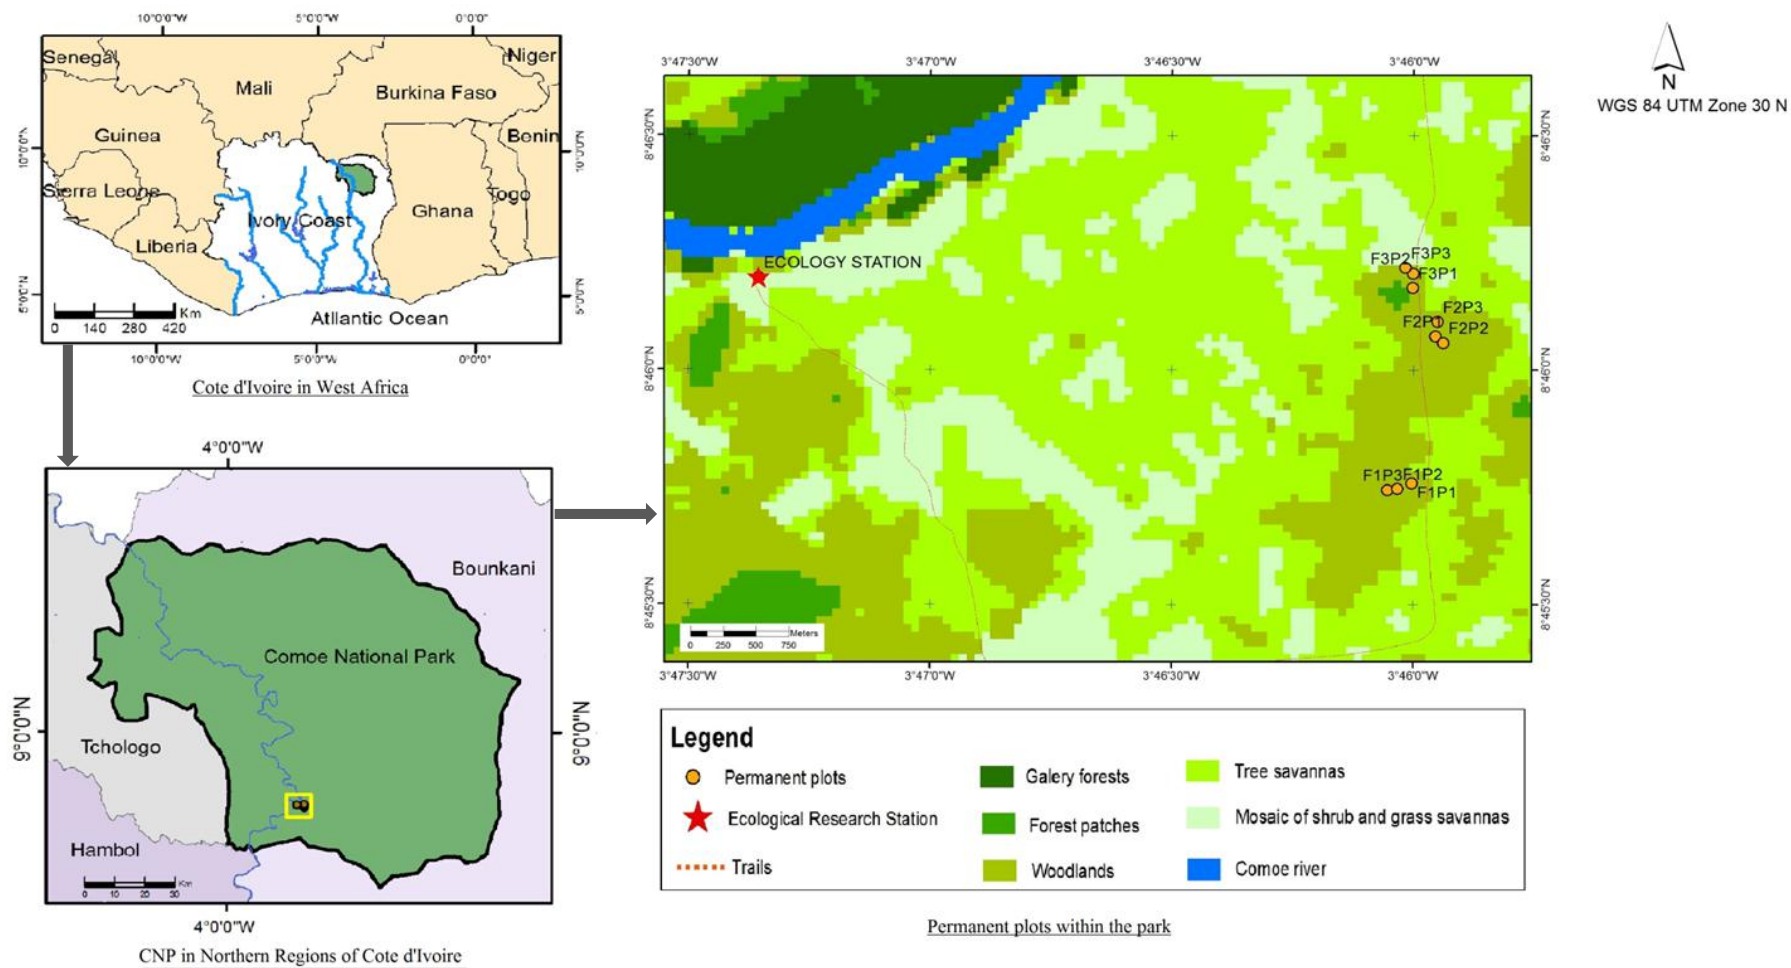 10°0'0"W 5°0'0"W 0°0'0"
Senegal
Niger
Mali
Burkina Faso
Guinea
Benin
10°0'0"N 10°0'0"N
Sierra Leone
Togo
Ivory Coast
Ghana
Liberia
5°0'0"N 5°0'0"N
Km
0 140 280 420
Atllantic Ocean
10°0'0"W 5°0'0"W 0°0'0"
Cote d'Ivoire in West Africa
4°0'0"W
Bounkani
Comoe National Park
9°0'0"N 9°0'0"N
Tchologo
Hambol
Km
0 10 20 30
4°0'0"W
CNP in Northern Regions of Cote d'Ivoire
3°47'30"W 3°47'0"W 3°46'30"W 3°46'0"W
8°46'30"N 8°46'30"N
ECOLOGY STATION
F3P2 F3P3
F3P1
F2P3
F2P1 F2P2
8°46'0"N 8°46'0"N
F1P3 F1P2
F1P1
8°45'30"N 8°45'30"N
Meters
0 250 500 750
3°47'30"W 3°47'0"W 3°46'30"W 3°46'0"W
N
WGS 84 UTM Zone 30 N
Legend
Permanent plots
Ecological Research Station
Trails
Galery forests
Forest patches
Woodlands
Tree savannas
Mosaic of shrub and grass savannas
Comoe river
Permanent plots within the park